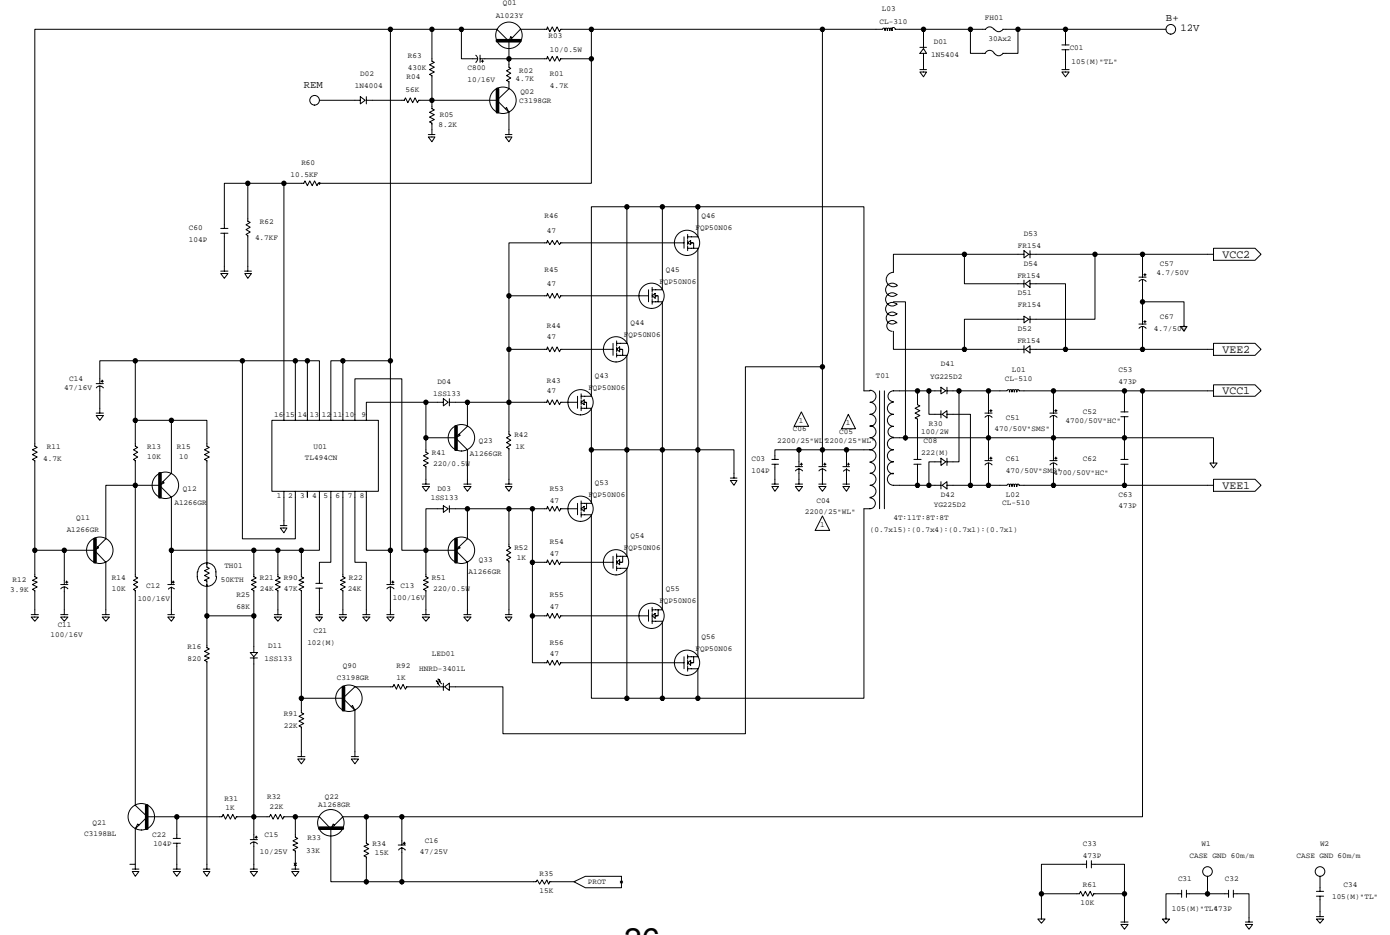 Q01
A1023Y
L03
CL-310
FH01
30Ax2
B+
12V
D01
1N5404
C01
105(M)"TL"
R03
10/0.5W
R63
430K
R04
56K
C800
10/16V
R02
4.7K
R01
4.7K
D02
1N4004
REM
Q02
C3198GR
R05
8.2K
R60
10.5KF
C60
104P
R62
4.7KF
R46
47
Q46
FQP50N06
R45
47
Q45
FQP50N06
R44
47
Q44
FQP50N06
R43
47
Q43
FQP50N06
D53
FR154
D54
FR154
D51
FR154
D52
FR154
C57
4.7/50V
C67
4.7/50V
VCC2
VEE2
VCC1
VEE1
T01
D41
YG225D2
L01
CL-510
C53
473P
R30
100/2W
C08
222(M)
C51
470/50V"SMS"
C52
4700/50V"HC"
C61
470/50V"SMS"
C62
4700/50V"HC"
D42
YG225D2
L02
CL-510
C63
473P
4T:11T:8T:8T
(0.7x15):(0.7x4):(0.7x1):(0.7x1)
C14
47/16V
R11
4.7K
R13
10K
R15
10
16 15 14 13 12 11 10 9
U01
TL494CN
1 2 3 4 5 6 7 8
D04
1SS133
Q23
A1266GR
R41
220/0.5W
R42
1K
D03
1SS133
Q33
A1266GR
R51
220/0.5W
R52
1K
R53
47
Q53
FQP50N06
R54
47
Q54
FQP50N06
R55
47
Q55
FQP50N06
R56
47
Q56
FQP50N06
C03
104P
C06
2200/25"WL"
C05
2200/25"WL"
C04
2200/25"WL"
Q12
A1266GR
Q11
A1266GR
R12
3.9K
C11
100/16V
R14
10K
C12
100/16V
TH01
50KTH
R25
68K
R21
24K
R90
47K
C21
102(M)
R22
24K
C13
100/16V
R16
820
D11
1SS133
Q90
C3198GR
R92
1K
LED01
HNRD-3401L
R91
22K
Q21
C3198BL
C22
104P
R31
1K
R32
22K
C15
10/25V
R33
33K
Q22
A1268GR
R34
15K
C16
47/25V
R35
15K
PROT
C33
473P
R61
10K
W1
CASE GND 60m/m
C31
C32
105(M)"TL"
473P
W2
CASE GND 60m/m
C34
105(M)"TL"